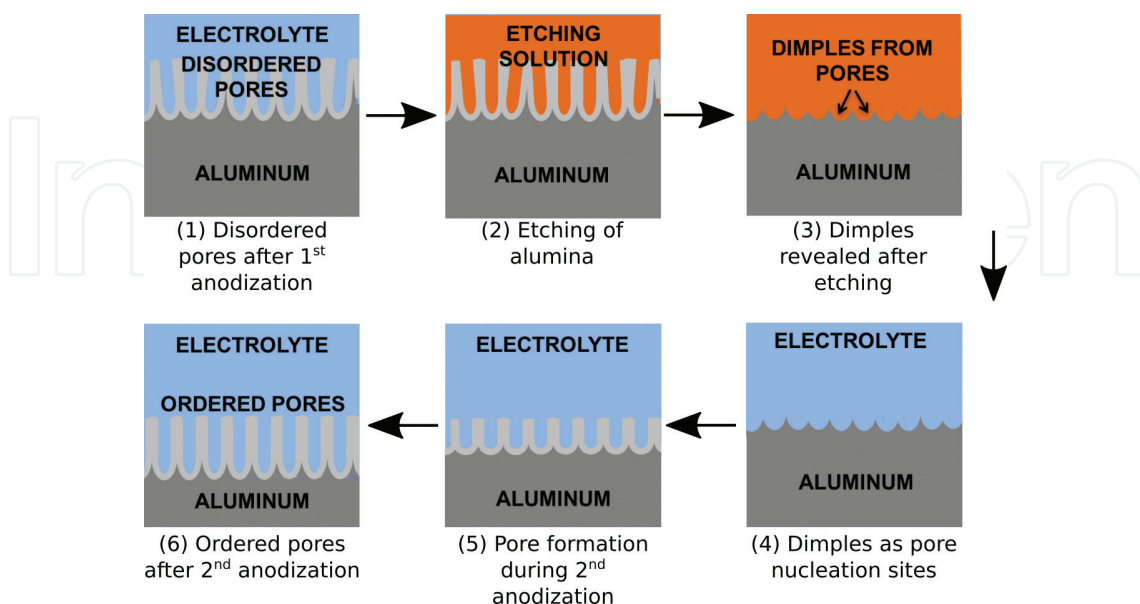 ELECTROLYTE
DISORDERED
PORES
ALUMINUM
(1) Disordered
pores after 1st
anodization
ETCHING
SOLUTION
ALUMINUM
(2) Etching of
alumina
DIMPLES FROM
PORES
ALUMINUM
(3) Dimples
revealed after
etching
ELECTROLYTE
ALUMINUM
(4) Dimples as pore
nucleation sites
ELECTROLYTE
ALUMINUM
(5) Pore formation
during 2nd
anodization
ELECTROLYTE
ORDERED PORES
ALUMINUM
(6) Ordered pores
after 2nd anodization